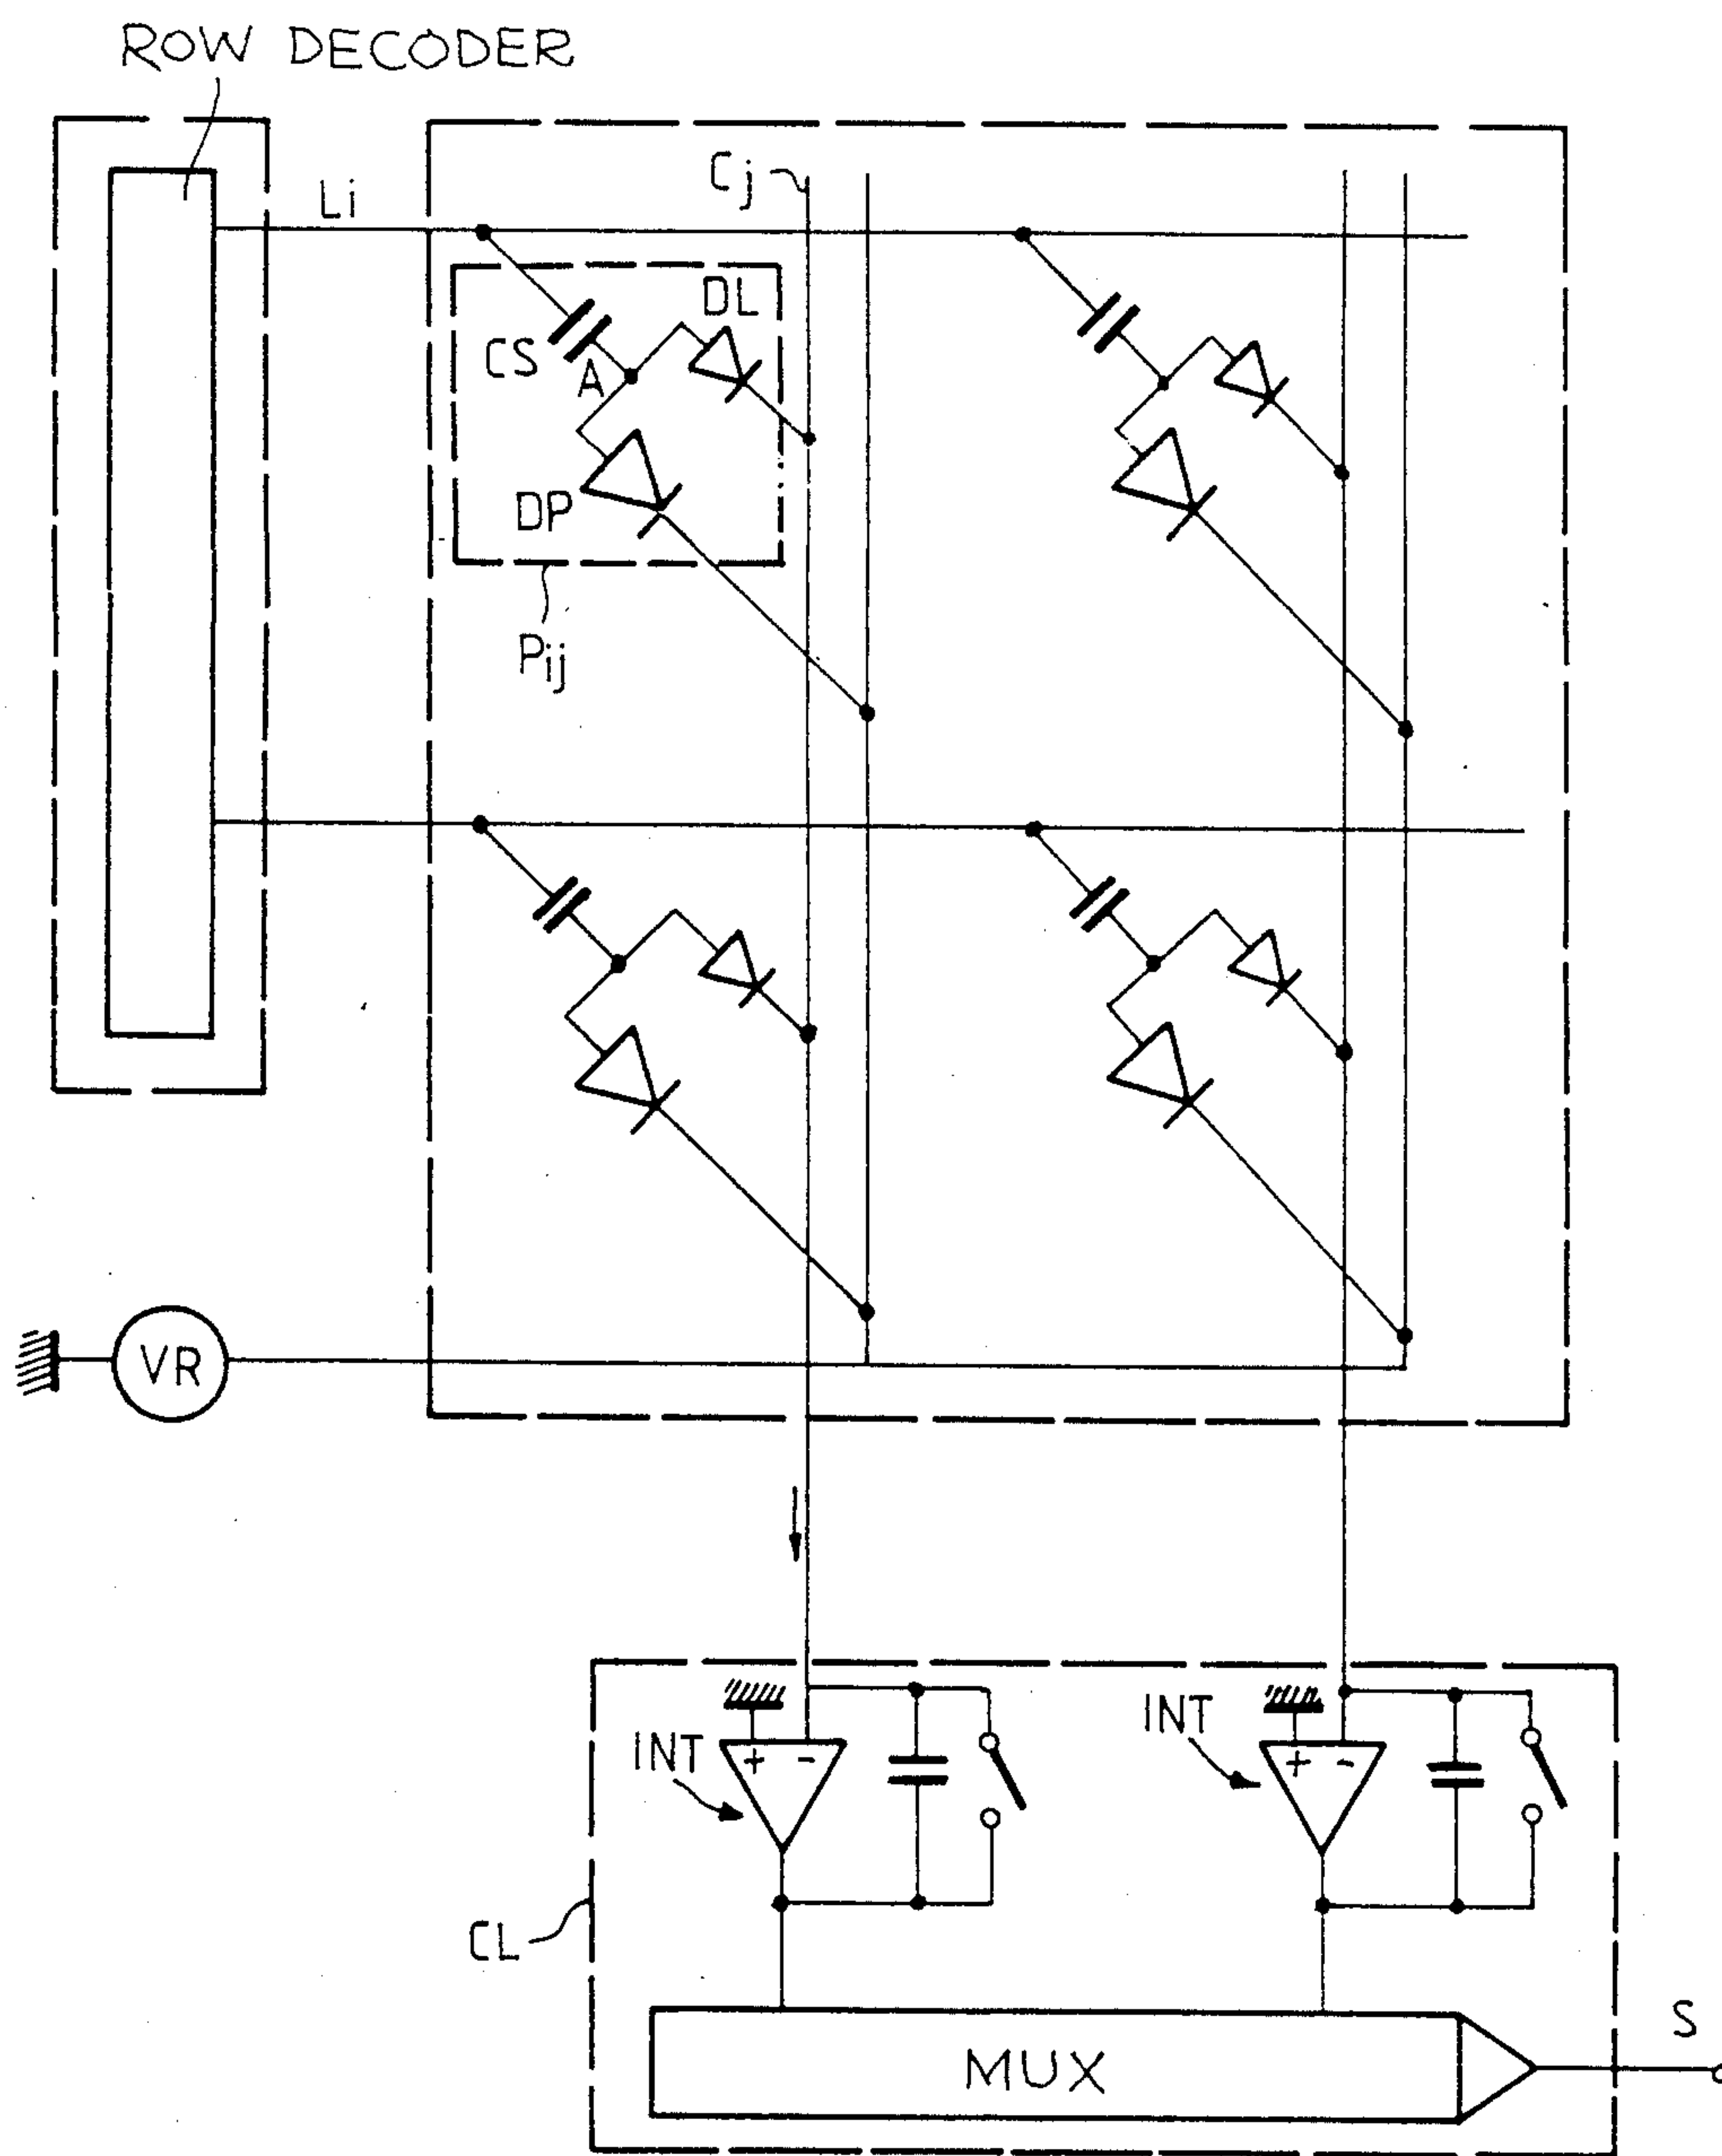 ROW DECODER
Li
Cj
DL
CS
A
DP
Pij
VR
INT
+ -
INT
+ -
CL
MUX
S